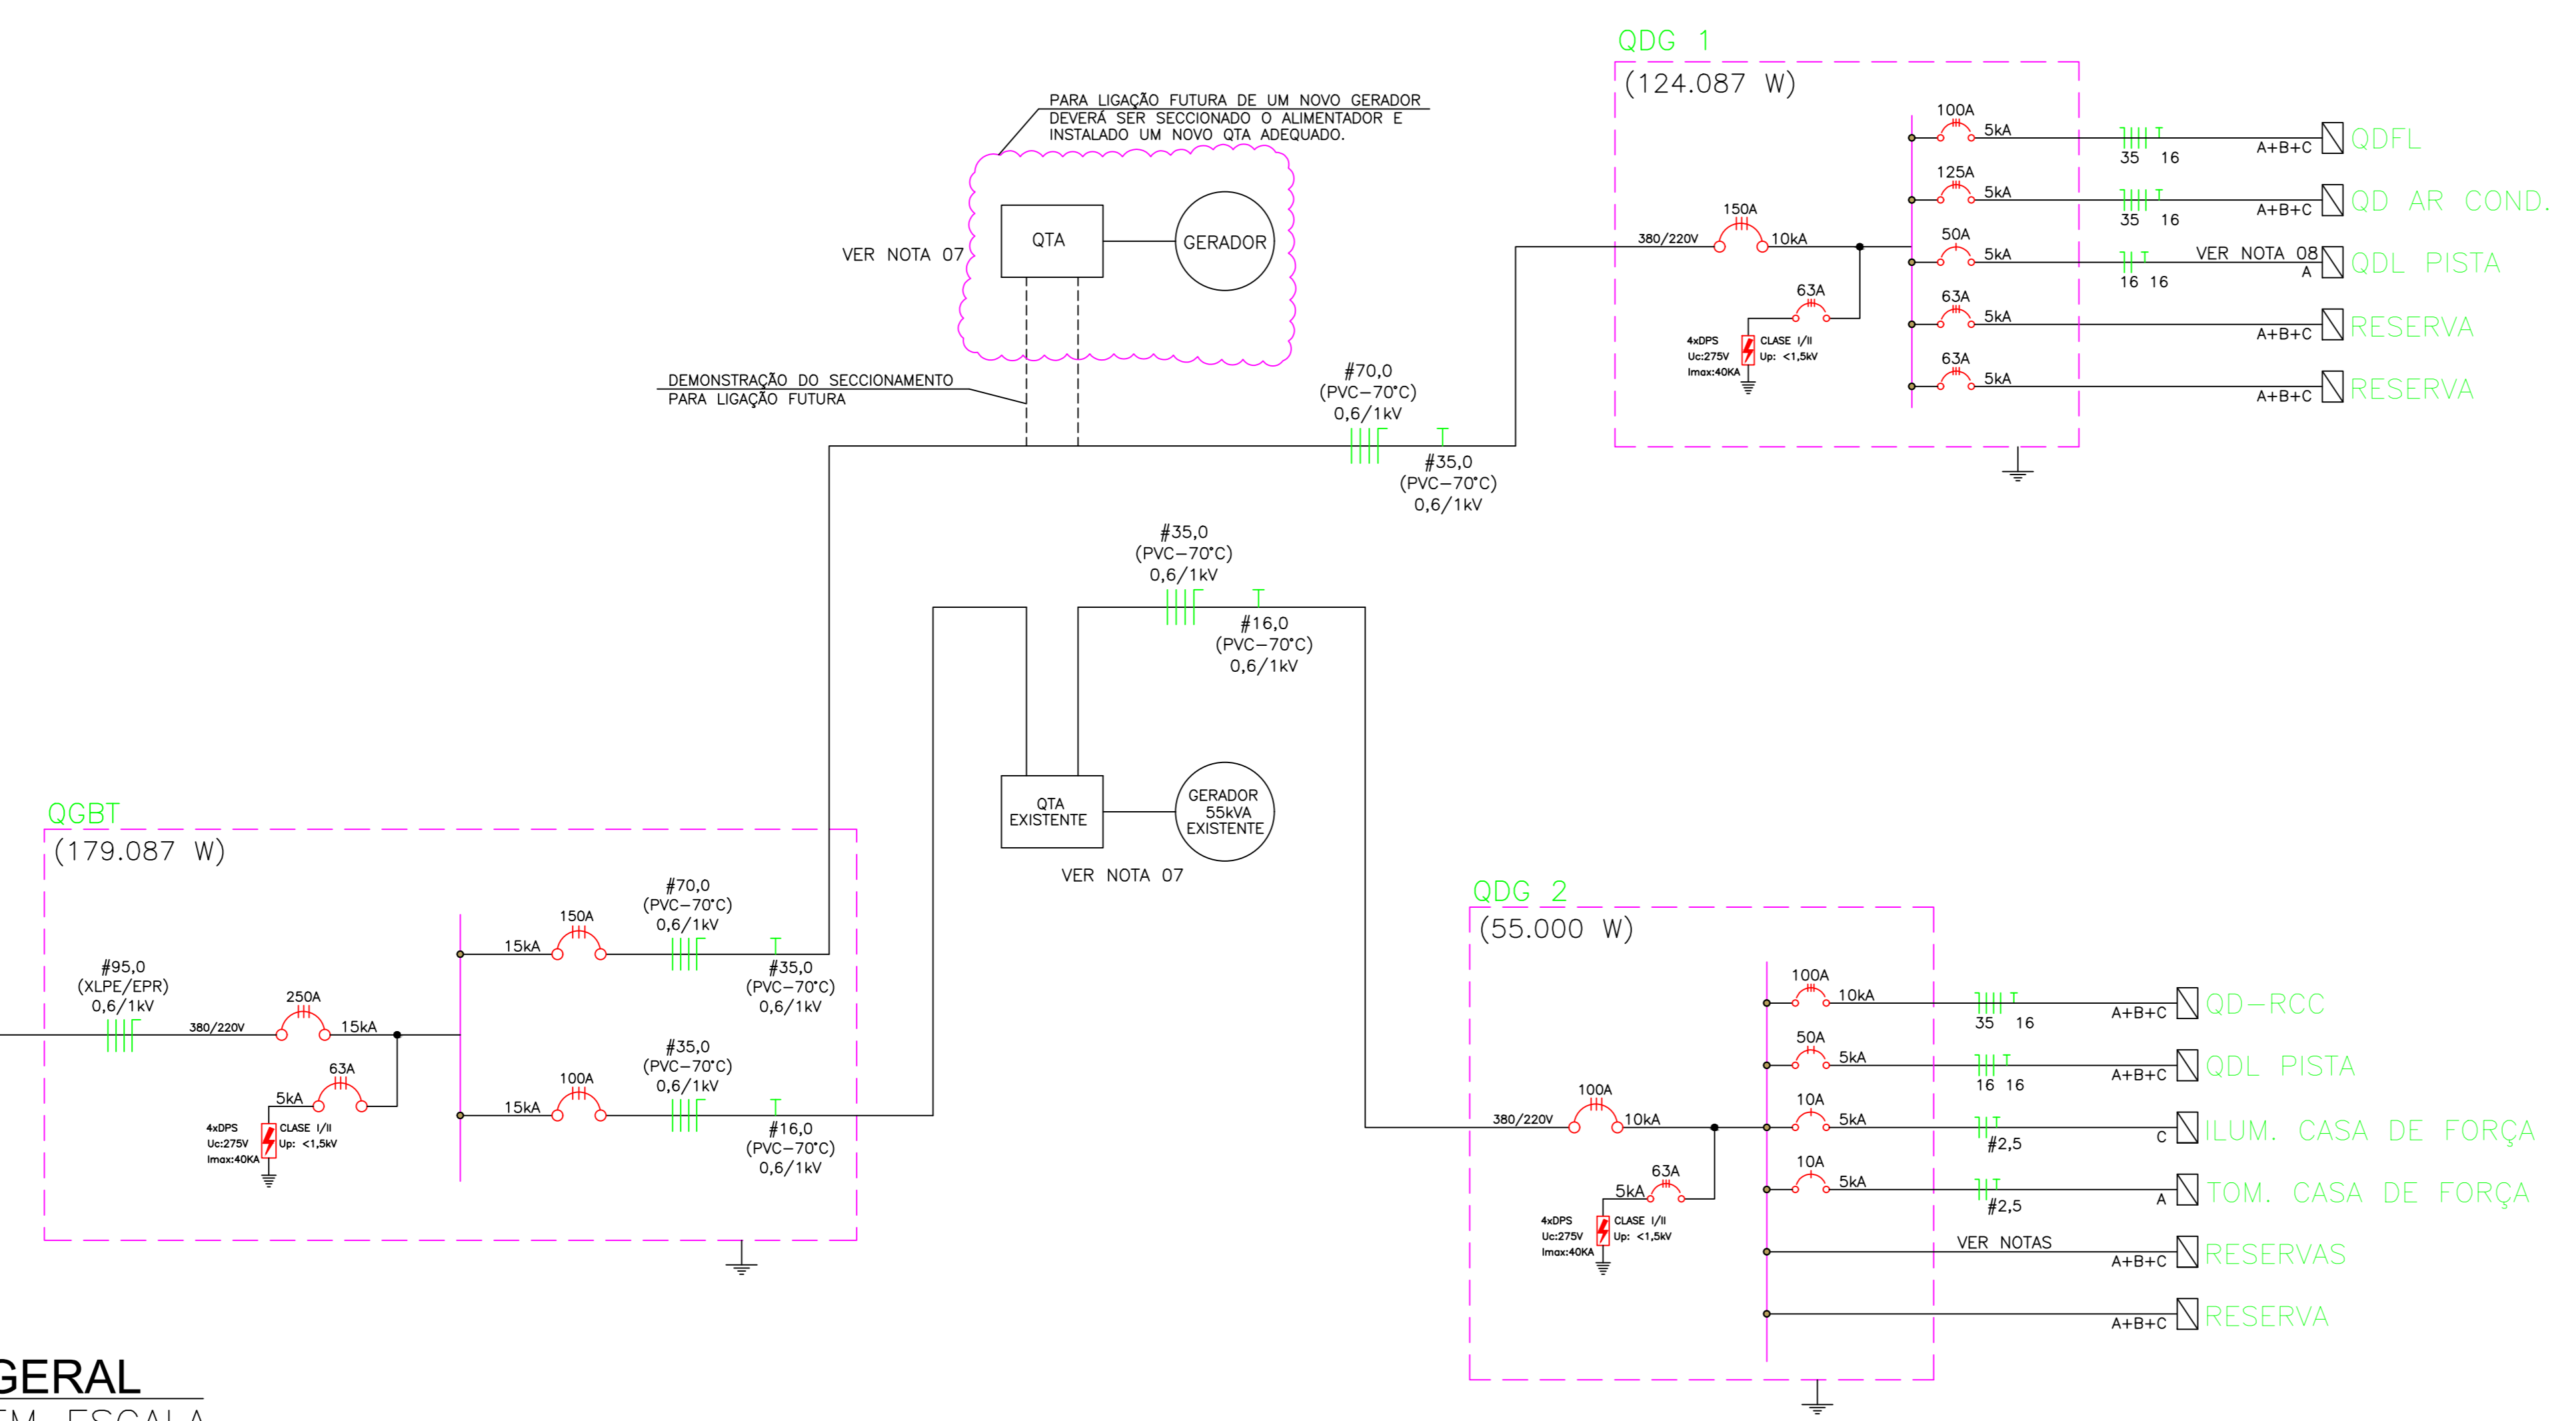 QDG 1
(124.087 W)
PARA LIGAÇÃO FUTURA DE UM NOVO GERADOR
DEVERÁ SER SECCIONADO O ALIMENTADOR E
INSTALADO UM NOVO QTA ADEQUADO.
QTA
GERADOR
VER NOTA 07
DEMONSTRAÇÃO DO SECCIONAMENTO
PARA LIGAÇÃO FUTURA
#70,0
(PVC-70°C)
0,6/1kV
#35,0
(PVC-70°C)
0,6/1kV
380/220V
150A
10kA
63A
4xDPS
Uc:275V
Imax:40KA
CLASE I/II
Up: <1,5kV
100A
5kA
35 16
A+B+C
QDFL
125A
5kA
35 16
A+B+C
QD AR COND.
50A
5kA
16 16
VER NOTA 08
A
QDL PISTA
63A
5kA
A+B+C
RESERVA
63A
5kA
A+B+C
RESERVA
#35,0
(PVC-70°C)
0,6/1kV
#16,0
(PVC-70°C)
0,6/1kV
QTA
EXISTENTE
GERADOR
55kVA
EXISTENTE
VER NOTA 07
QGBT
(179.087 W)
#95,0
(XLPE/EPR)
0,6/1kV
380/220V
250A
15kA
63A
5kA
4xDPS
Uc:275V
Imax:40KA
CLASE I/II
Up: <1,5kV
15kA
150A
#70,0
(PVC-70°C)
0,6/1kV
#35,0
(PVC-70°C)
0,6/1kV
15kA
100A
#35,0
(PVC-70°C)
0,6/1kV
#16,0
(PVC-70°C)
0,6/1kV
QDG 2
(55.000 W)
380/220V
100A
10kA
63A
5kA
4xDPS
Uc:275V
Imax:40KA
CLASE I/II
Up: <1,5kV
100A
10kA
35 16
A+B+C
QD-RCC
50A
5kA
16 16
A+B+C
QDL PISTA
10A
5kA
#2,5
C
ILUM. CASA DE FORÇA
10A
5kA
#2,5
A
TOM. CASA DE FORÇA
VER NOTAS
A+B+C
RESERVAS
A+B+C
RESERVA
GERAL
EM ESCALA